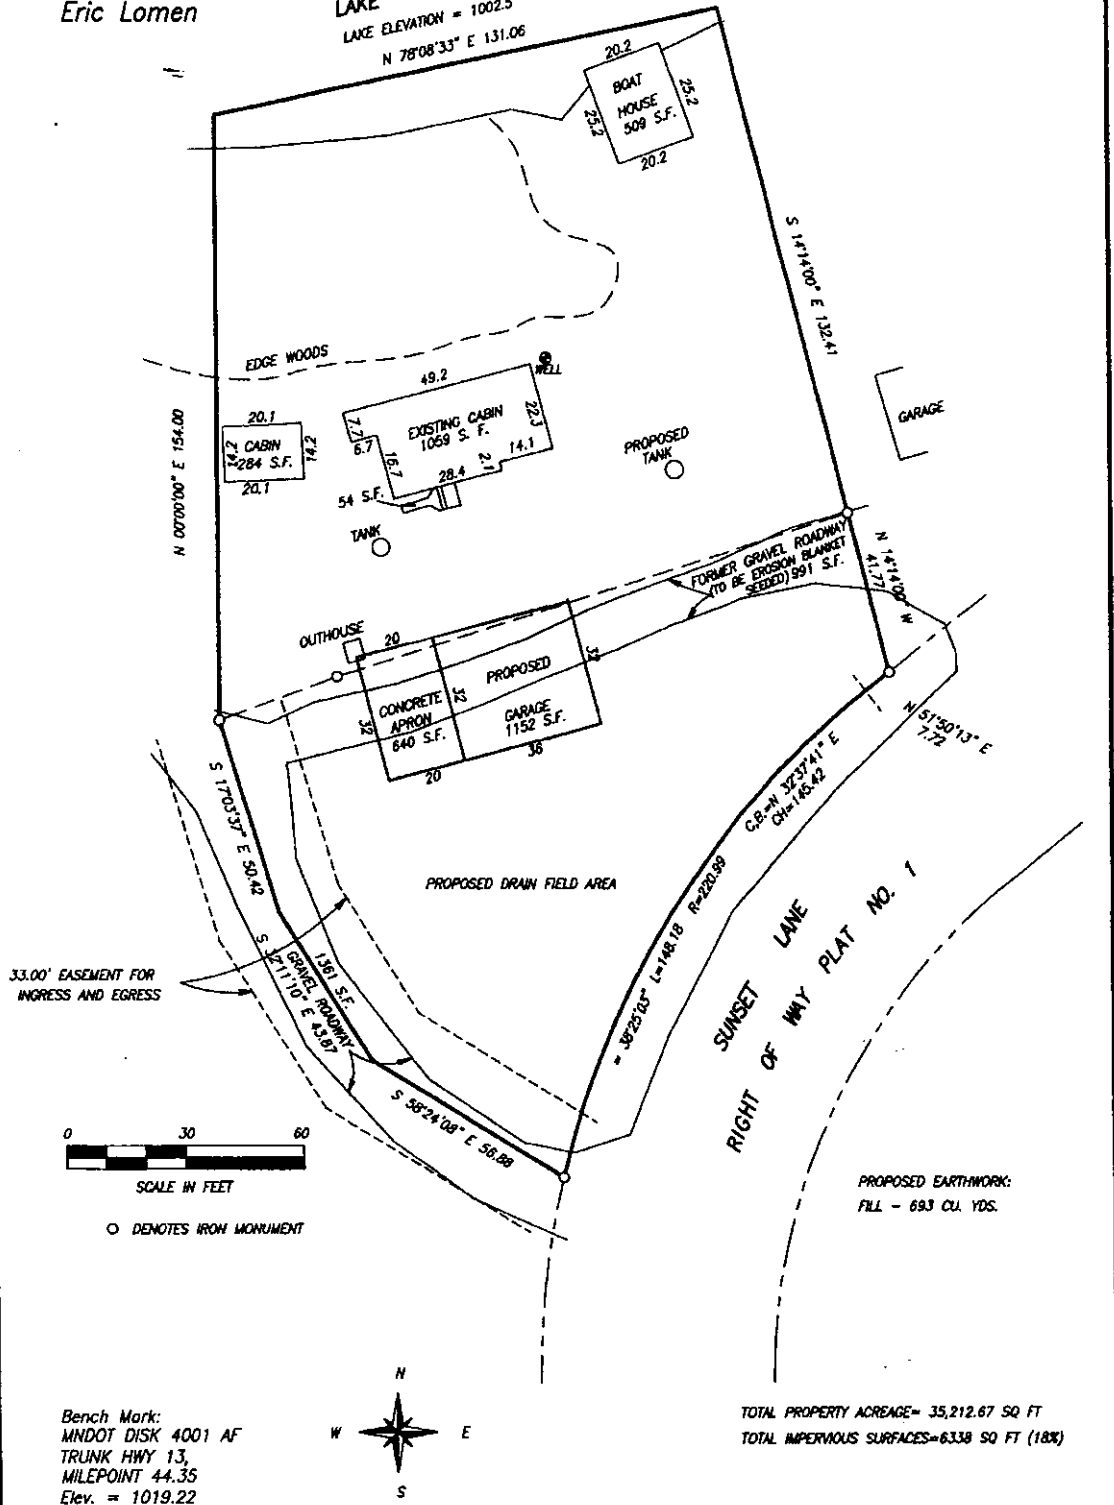 Eric Lomen
LAKE
LAKE ELEVATION = 1002.5
N 78°08'33" E 131.06
20.2
BOAT
HOUSE
509 S.F.
25.2
25.2
20.2
S 14°14'00" E 132.41
EDGE WOODS
WELL
49.2
7.7
6.7
EXISTING CABIN
1059 S. F.
22.3
16.7
28.4
2.1
14.1
54 S.F.
20.1
14.2
CABIN
284 S.F.
14.2
20.1
N 00°00'00" E 154.00
PROPOSED
TANK
GARAGE
TANK
FORMER GRAVEL ROADWAY
(TO BE EROSION BLANKET
SEEDED) 991 S.F.
N 14°14'00" W
41.77
OUTHOUSE
20
PROPOSED
32
32
32
CONCRETE
APRON
640 S.F.
GARAGE
1152 S.F.
20
36
N 51°50'13" E
7.72
S 17°03'37" E 50.42
C.B.=N 32°37'41" E
CH=145.42
PROPOSED DRAIN FIELD AREA
= 38°25'03" L=148.18 R=220.99
SUNSET LANE
RIGHT OF WAY PLAT NO. 1
33.00' EASEMENT FOR
INGRESS AND EGRESS
1361 S.F.
GRAVEL ROADWAY
S 32°11'10" E 43.87
S 58°24'08" E 56.88
0 30 60
SCALE IN FEET
O DENOTES IRON MONUMENT
PROPOSED EARTHWORK:
FILL - 693 CU. YDS.
N
W E
S
Bench Mark:
MNDOT DISK 4001 AF
TRUNK HWY 13,
MILEPOINT 44.35
Elev. = 1019.22
TOTAL PROPERTY ACREAGE= 35,212.67 SQ FT
TOTAL IMPERVIOUS SURFACES=6338 SQ FT (18%)